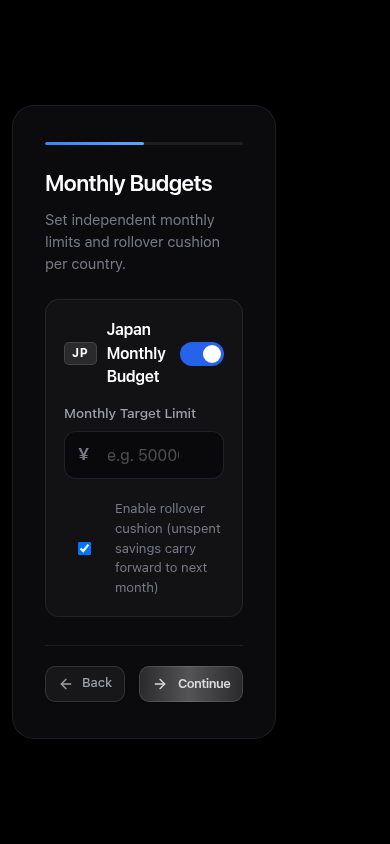 Monthly Budgets
Set independent monthly
limits and rollover cushion
per country.
JP
Japan
Monthly
Budget
Monthly Target Limit
¥ e.g. 5000
Enable rollover
cushion (unspent
savings carry
forward to next
month)
← Back
→ Continue